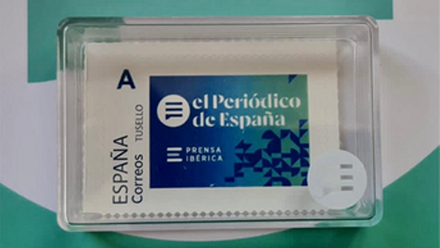 A
el Periódico
de España
PRENSA
IBÉRICA
ESPAÑA
Correos TUSELLO